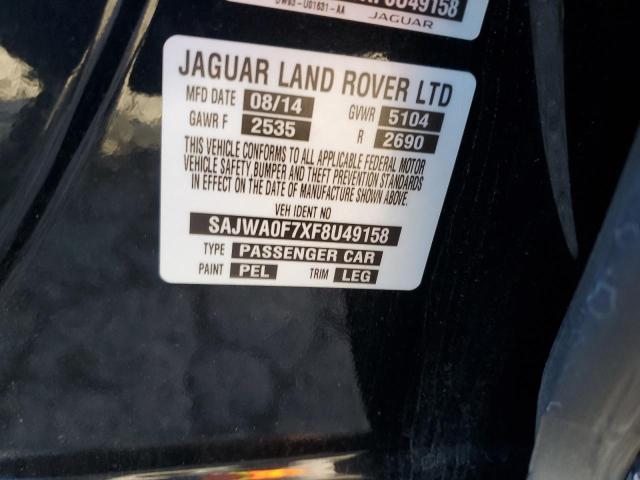 8U49158
JAGUAR
JAGUAR LAND ROVER LTD
MFD DATE 08/14 GVWR 5104
GAWR F 2535 R 2690
THIS VEHICLE CONFORMS TO ALL APPLICABLE FEDERAL MOTOR
VEHICLE SAFETY, BUMPER AND THEFT PREVENTION STANDARDS
IN EFFECT ON THE DATE OF MANUFACTURE SHOWN ABOVE.
VEH IDENT NO
SAJWA0F7XF8U49158
TYPE PASSENGER CAR
PAINT PEL TRIM LEG